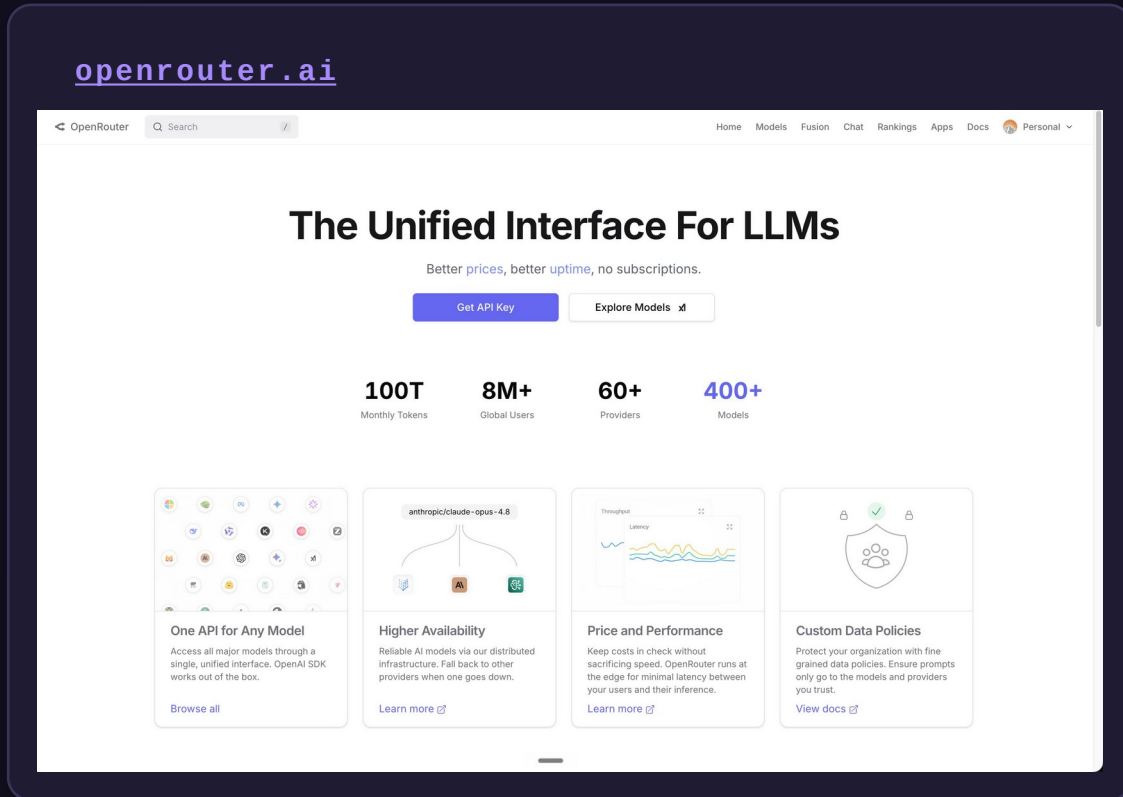 openrouter.ai
OpenRouter
Search
/
Home Models Fusion Chat Rankings Apps Docs Personal
The Unified Interface For LLMs
Better prices, better uptime, no subscriptions.
Get API Key
Explore Models
100T
Monthly Tokens
8M+
Global Users
60+
Providers
400+
Models
One API for Any Model
Access all major models through a
single, unified interface. OpenAI SDK
works out of the box.
Browse all
anthropic/claude-opus-4.8
Higher Availability
Reliable AI models via our distributed
infrastructure. Fall back to other
providers when one goes down.
Learn more
Throughput
Latency
Price and Performance
Keep costs in check without
sacrificing speed. OpenRouter runs at
the edge for minimal latency between
your users and their inference.
Learn more
Custom Data Policies
Protect your organization with fine
grained data policies. Ensure prompts
only go to the models and providers
you trust.
View docs